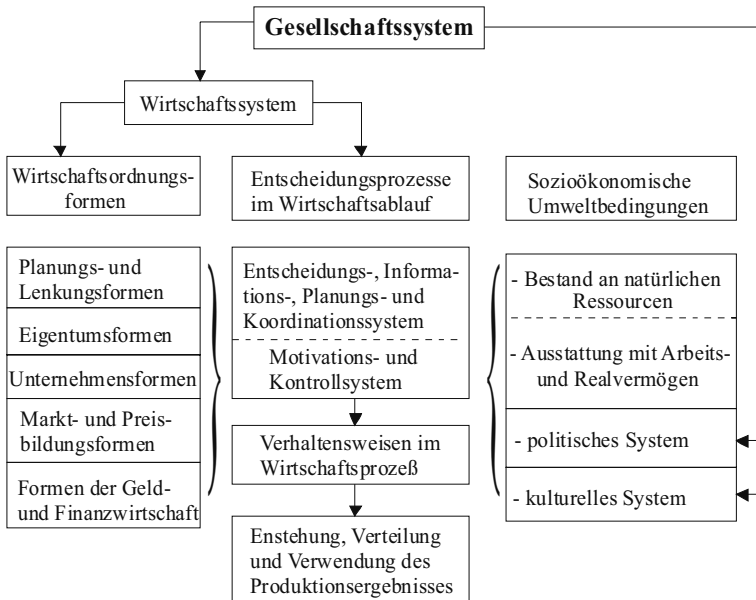 Gesellschaftssystem
Wirtschaftssystem
Wirtschaftsordnungs-
formen
Entscheidungsprozesse
im Wirtschaftsablauf
Sozioökonomische
Umweltbedingungen
Planungs- und
Lenkungsformen
Eigentumsformen
Unternehmensformen
Markt- und Preis-
bildungsformen
Formen der Geld-
und Finanzwirtschaft
Entscheidungs-, Informa-
tions-, Planungs- und
Koordinationssystem
Motivations- und
Kontrollsystem
Verhaltensweisen im
Wirtschaftsprozeß
Enstehung, Verteilung
und Verwendung des
Produktionsergebnisses
- Bestand an natürlichen
Ressourcen
- Ausstattung mit Arbeits-
und Realvermögen
- politisches System
- kulturelles System